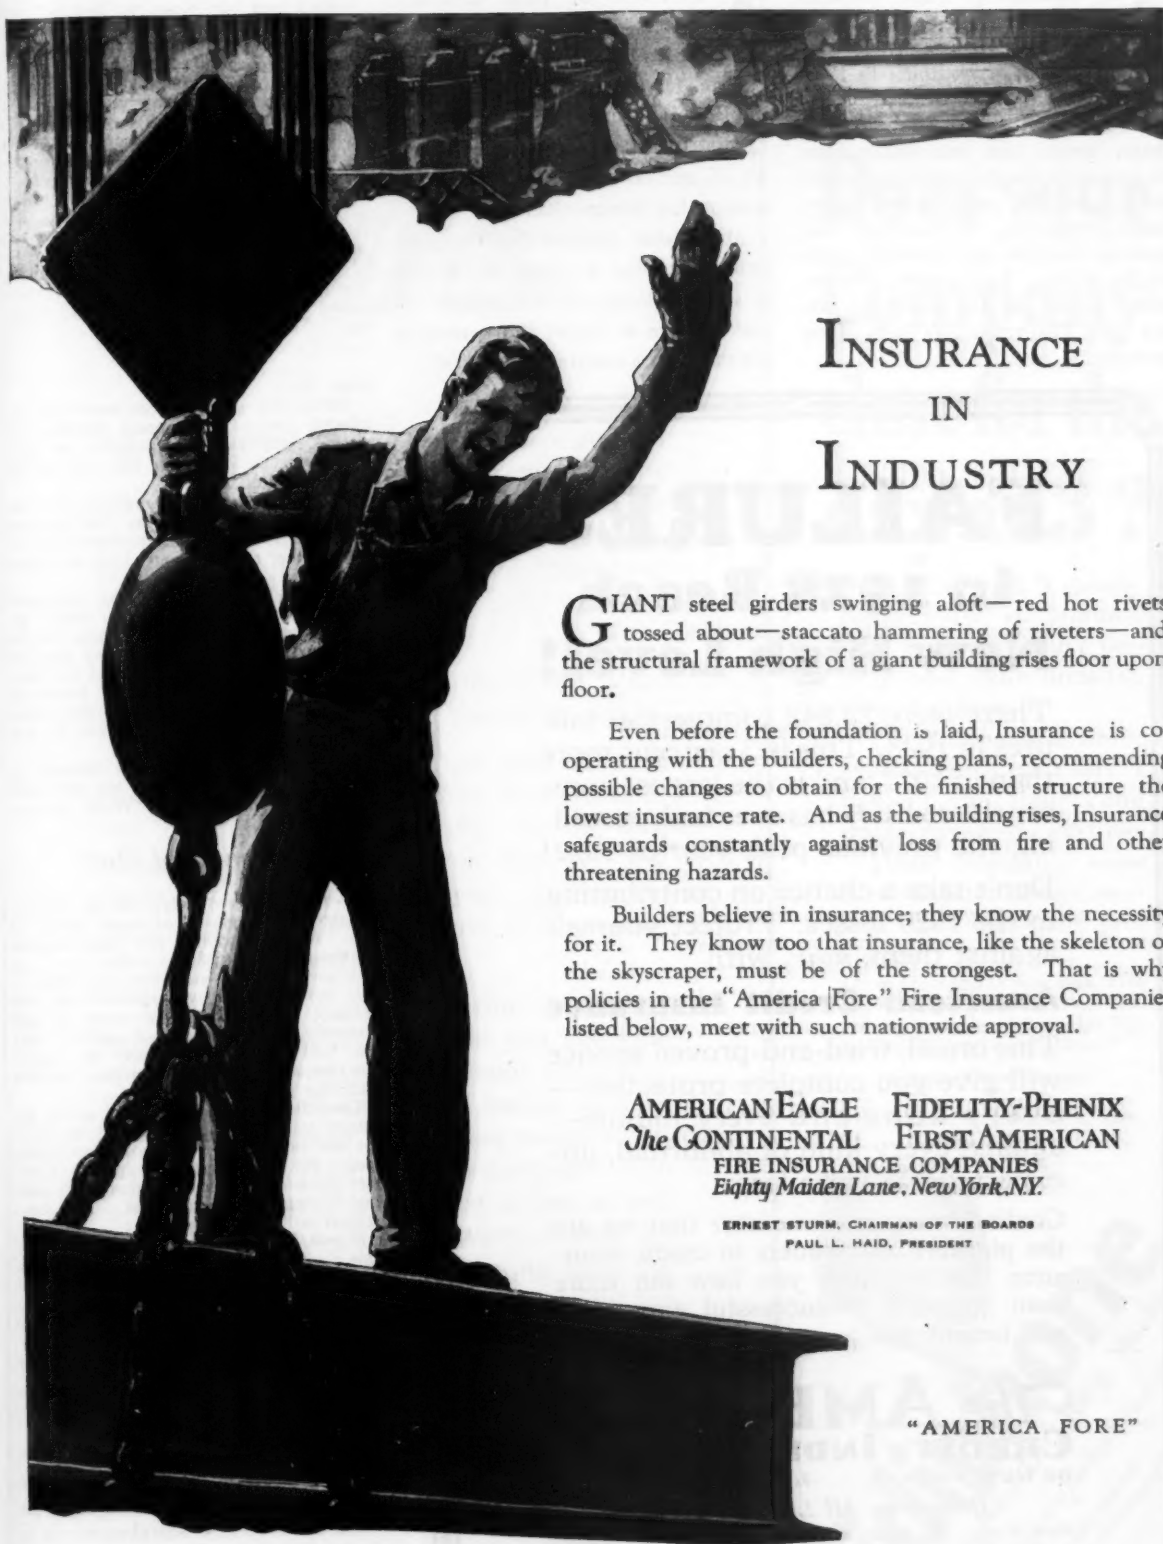 INSURANCE
IN
INDUSTRY
GIANT steel girders swinging aloft—red hot rivets
tossed about—staccato hammering of riveters—and
the structural framework of a giant building rises floor upon
floor.
Even before the foundation is laid, Insurance is co-
operating with the builders, checking plans, recommending
possible changes to obtain for the finished structure the
lowest insurance rate. And as the building rises, Insurance
safeguards constantly against loss from fire and other
threatening hazards.
Builders believe in insurance; they know the necessity
for it. They know too that insurance, like the skeleton of
the skyscraper, must be of the strongest. That is why
policies in the “America Fore” Fire Insurance Companies
listed below, meet with such nationwide approval.
AMERICAN EAGLE FIDELITY-PHENIX
The CONTINENTAL FIRST AMERICAN
FIRE INSURANCE COMPANIES
Eighty Maiden Lane, New York, N.Y.
ERNEST STURM, CHAIRMAN OF THE BOARDS
PAUL L. HAID, PRESIDENT
“AMERICA FORE”